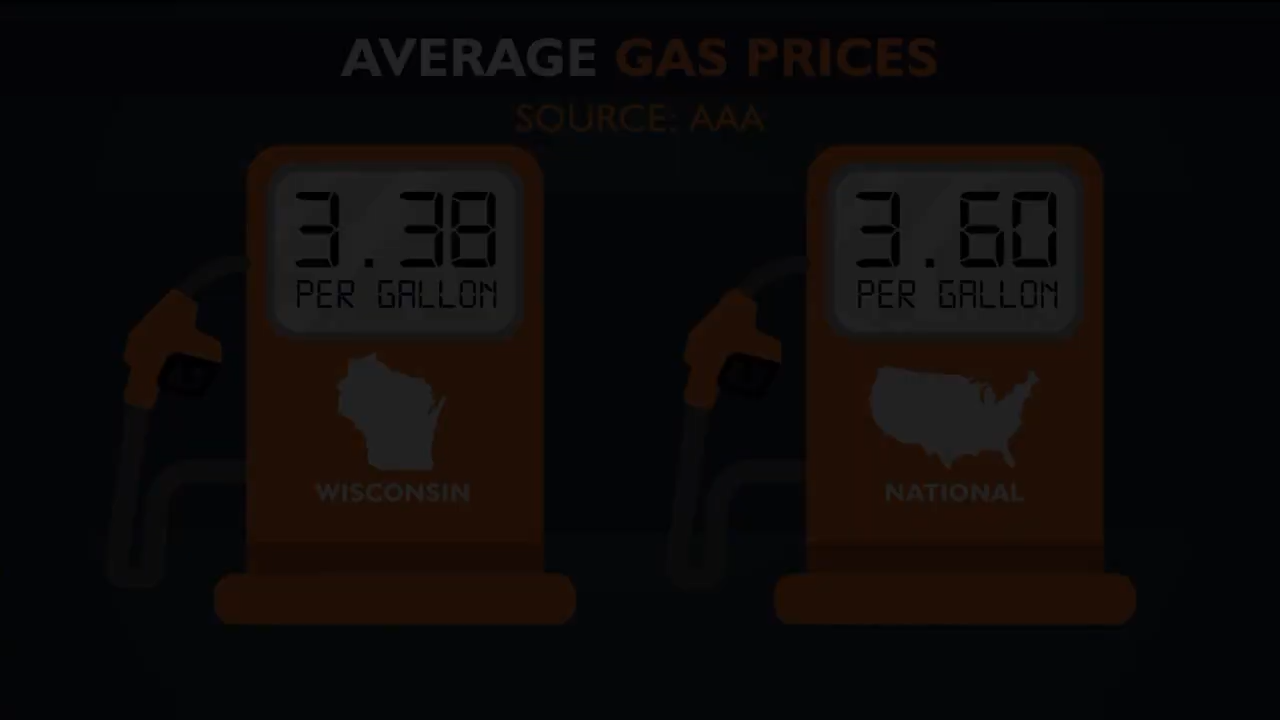 AVERAGE GAS PRICES
SOURCE: AAA
3.38
PER GALLON
WISCONSIN
3.60
PER GALLON
NATIONAL